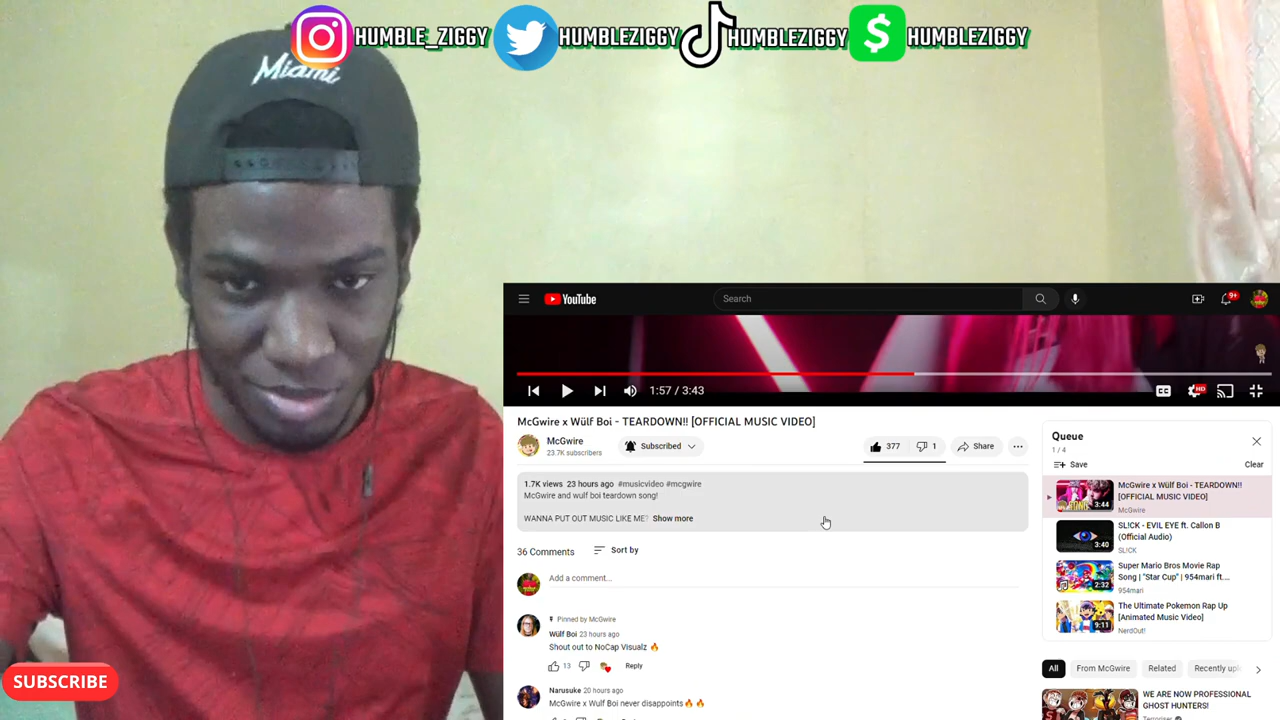 HUMBLE_ZIGGY HUMBLEZIGGY HUMBLEZIGGY HUMBLEZIGGY
Miami
YouTube
Search
9+
1:57 / 3:43
CC
HD
McGwire x Wülf Boi - TEARDOWN!! [OFFICIAL MUSIC VIDEO]
McGwire
23.7K subscribers
Subscribed
377
1
Share
1.7K views 23 hours ago #musicvideo #mcgwire
McGwire and wulf boi teardown song!
WANNA PUT OUT MUSIC LIKE ME? Show more
36 Comments
Sort by
Add a comment...
Pinned by McGwire
Wülf Boi 23 hours ago
Shout out to NoCap Visualz 🔥
13
Reply
Narusuke 20 hours ago
McGwire x Wulf Boi never disappoints🔥🔥
Queue
1 / 4
Save
Clear
McGwire x Wülf Boi - TEARDOWN!!
[OFFICIAL MUSIC VIDEO]
McGwire
3:44
SL!CK - EVIL EYE ft. Callon B
(Official Audio)
SL!CK
3:40
Super Mario Bros Movie Rap
Song | "Star Cup" | 954mari ft....
954mari
2:32
The Ultimate Pokemon Rap Up
[Animated Music Video]
NerdOut!
9:11
All
From McGwire
Related
Recently upl
WE ARE NOW PROFESSIONAL
GHOST HUNTERS!
Terroriser
SUBSCRIBE